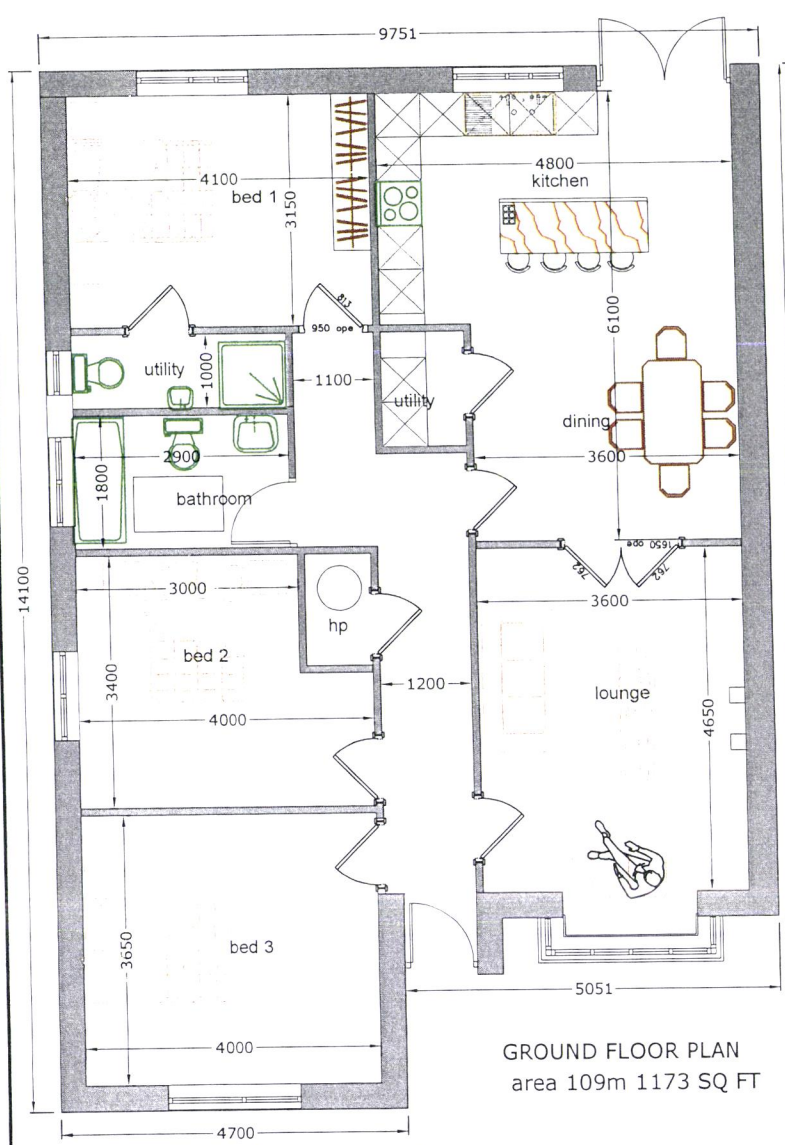 9751
4100
bed 1
3150
4800
kitchen
813
950 ope
6100
utility
1000
1100
utility
dining
3600
2900
1800
bathroom
1650 ope
762
762
14100
3000
hp
3600
bed 2
3400
1200
lounge
4650
4000
bed 3
3650
5051
4000
GROUND FLOOR PLAN
area 109m 1173 SQ FT
4700